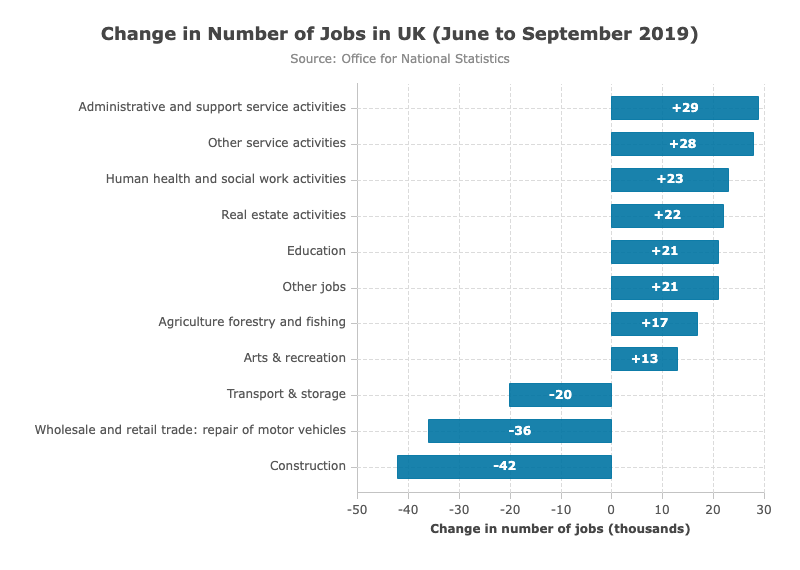 Change in Number of Jobs in UK (June to September 2019)
Source: Office for National Statistics
Administrative and support service activities +29
Other service activities +28
Human health and social work activities +23
Real estate activities +22
Education +21
Other jobs +21
Agriculture forestry and fishing +17
Arts & recreation +13
Transport & storage -20
Wholesale and retail trade: repair of motor vehicles -36
Construction -42
-50 -40 -30 -20 -10 0 10 20 30
Change in number of jobs (thousands)